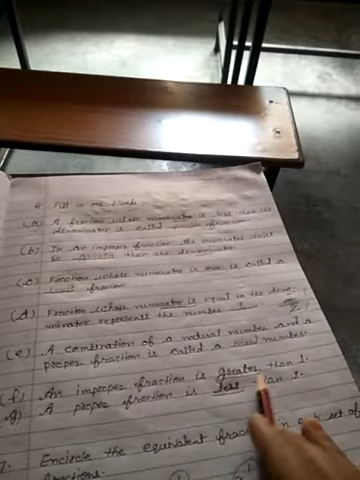 6. Fill in the blanks.
(a) A fraction whose numerator is less than its
denominator is called proper fraction.
(b) In an improper fraction the numerator must
be greater than the denominator.
(c) Fraction whose numerator is one is called a
unit fraction.
(d) Fraction whose numerator is equal to the deno-
minator represents the number 1.
(e) A combination of a natural number and a
proper fraction is called a mixed number.
(f) An improper fraction is greater than 1.
(g) A proper fraction is less than 1.
7. Encircle the equivalent in each set of
fractions.